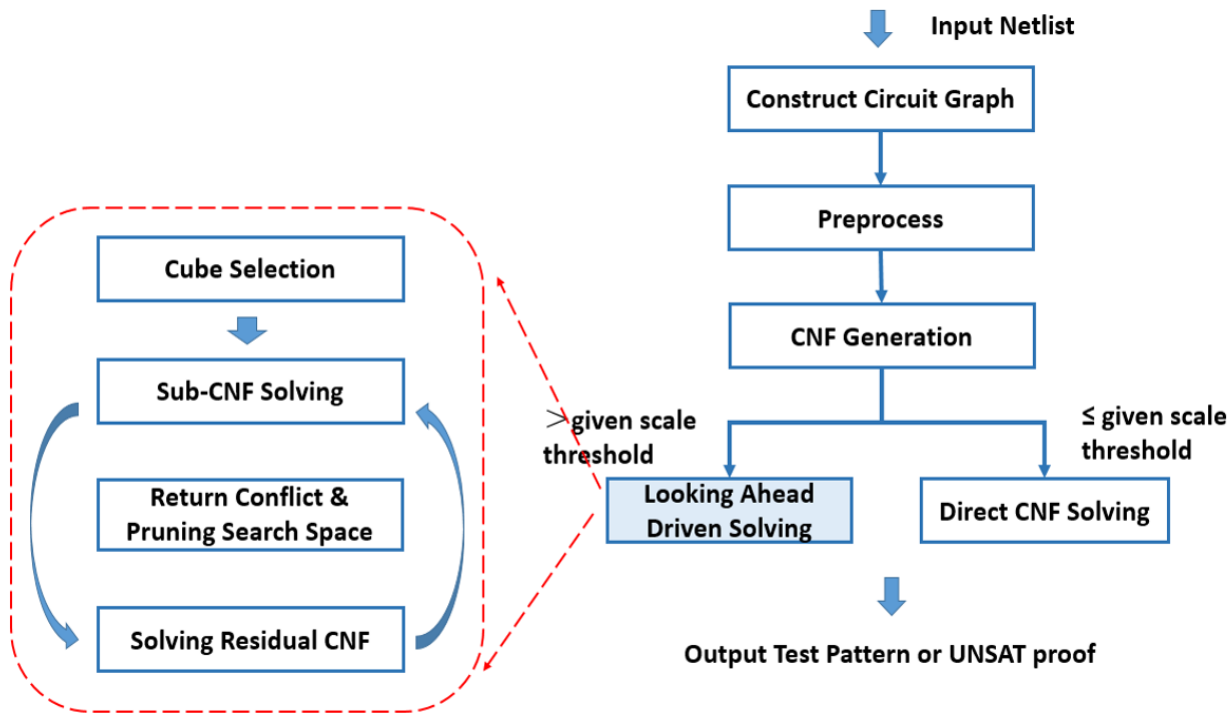 Input Netlist
Construct Circuit Graph
Preprocess
CNF Generation
> given scale
threshold
≤ given scale
threshold
Looking Ahead
Driven Solving
Direct CNF Solving
Output Test Pattern or UNSAT proof
Cube Selection
Sub-CNF Solving
Return Conflict &
Pruning Search Space
Solving Residual CNF